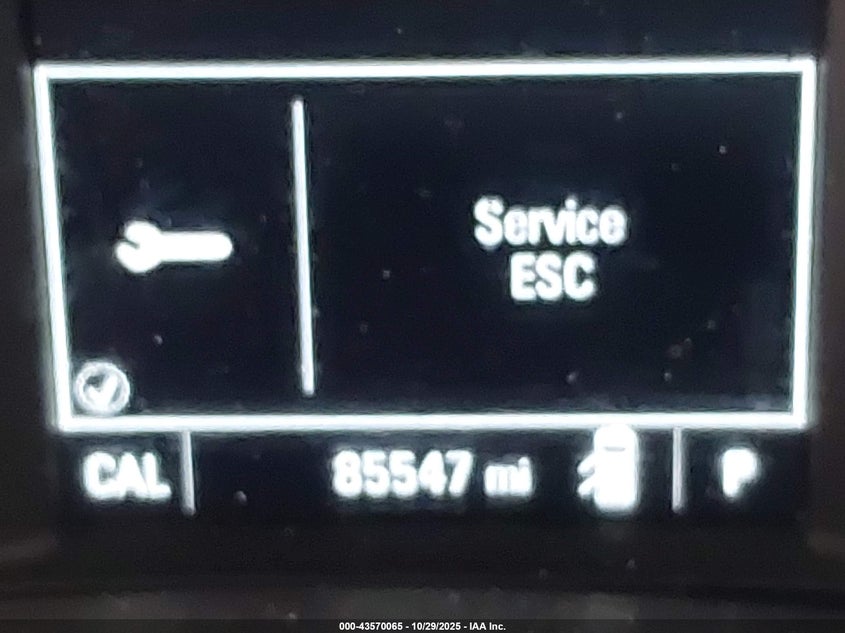 Service
ESC
CAL 85547 mi P
000-43570065 - 10/29/2025 - IAA Inc.